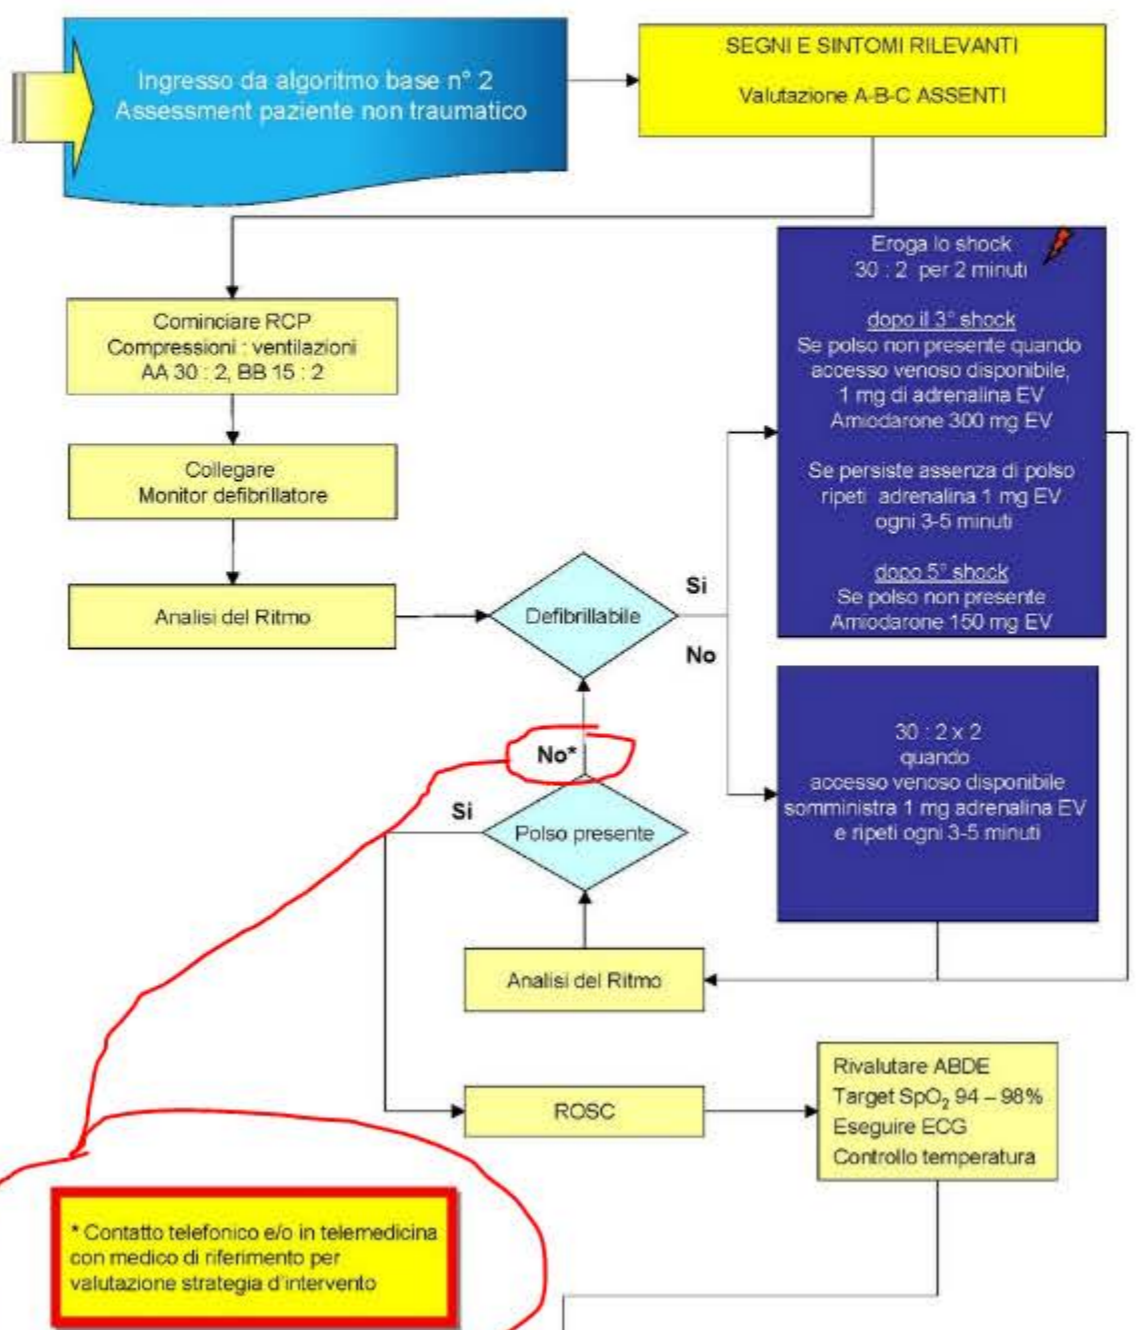 Ingresso da algoritmo base n° 2
Assessment paziente non traumatico
SEGNI E SINTOMI RILEVANTI
Valutazione A-B-C ASSENTI
Cominciare RCP
Compressioni : ventilazioni
AA 30 : 2, BB 15 : 2
Collegare
Monitor defibrillatore
Analisi del Ritmo
Defibrillabile
Si
No
Eroga lo shock
30 : 2 per 2 minuti
dopo il 3° shock
Se polso non presente quando
accesso venoso disponibile,
1 mg di adrenalina EV
Amiodarone 300 mg EV
Se persiste assenza di polso
ripeti adrenalina 1 mg EV
ogni 3-5 minuti
dopo 5° shock
Se polso non presente
Amiodarone 150 mg EV
30 : 2 x 2
quando
accesso venoso disponibile
somministra 1 mg adrenalina EV
e ripeti ogni 3-5 minuti
No*
Si
Polso presente
Analisi del Ritmo
ROSC
Rivalutare ABDE
Target SpO₂ 94 – 98%
Eseguire ECG
Controllo temperatura
* Contatto telefonico e/o in telemedicina
con medico di riferimento per
valutazione strategia d'intervento